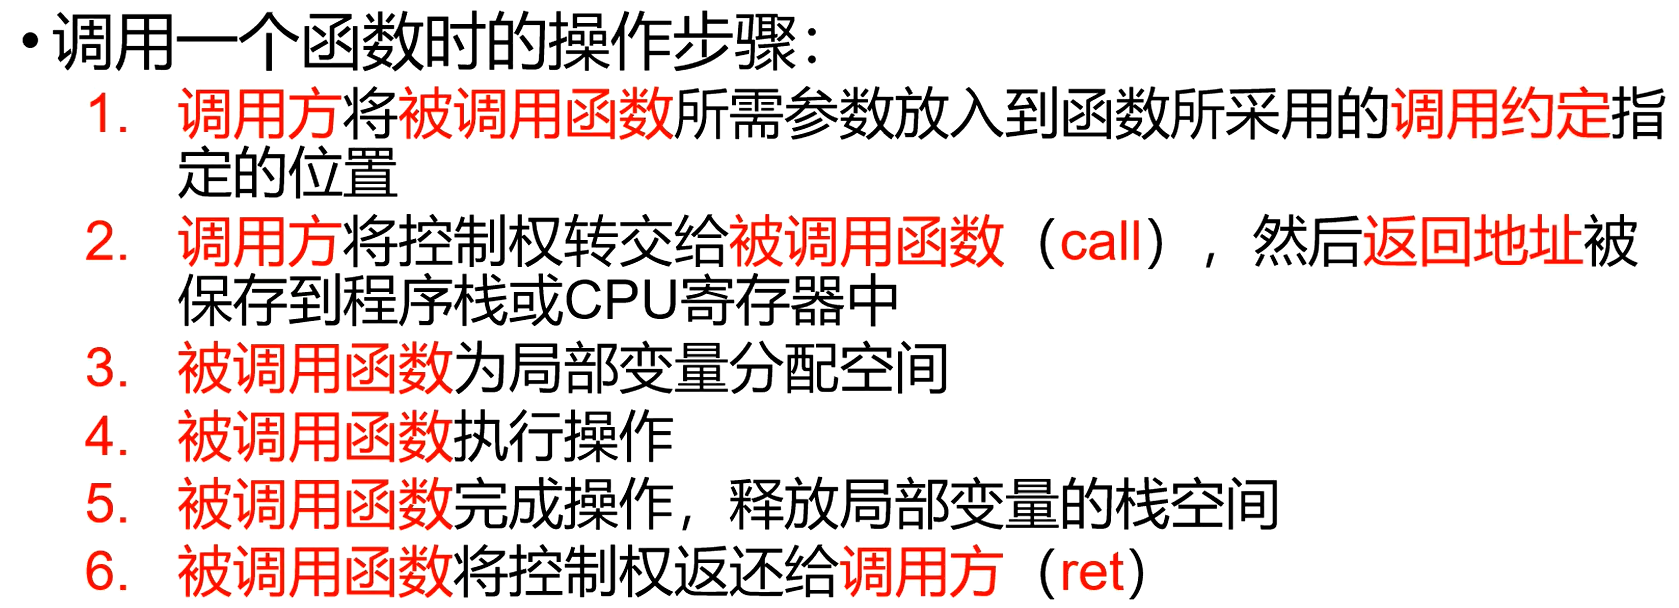 •调用一个函数时的操作步骤：
1. 调用方将被调用函数所需参数放入到函数所采用的调用约定指
定的位置
2. 调用方将控制权转交给被调用函数（call），然后返回地址被
保存到程序栈或CPU寄存器中
3. 被调用函数为局部变量分配空间
4. 被调用函数执行操作
5. 被调用函数完成操作，释放局部变量的栈空间
6. 被调用函数将控制权返还给调用方（ret）